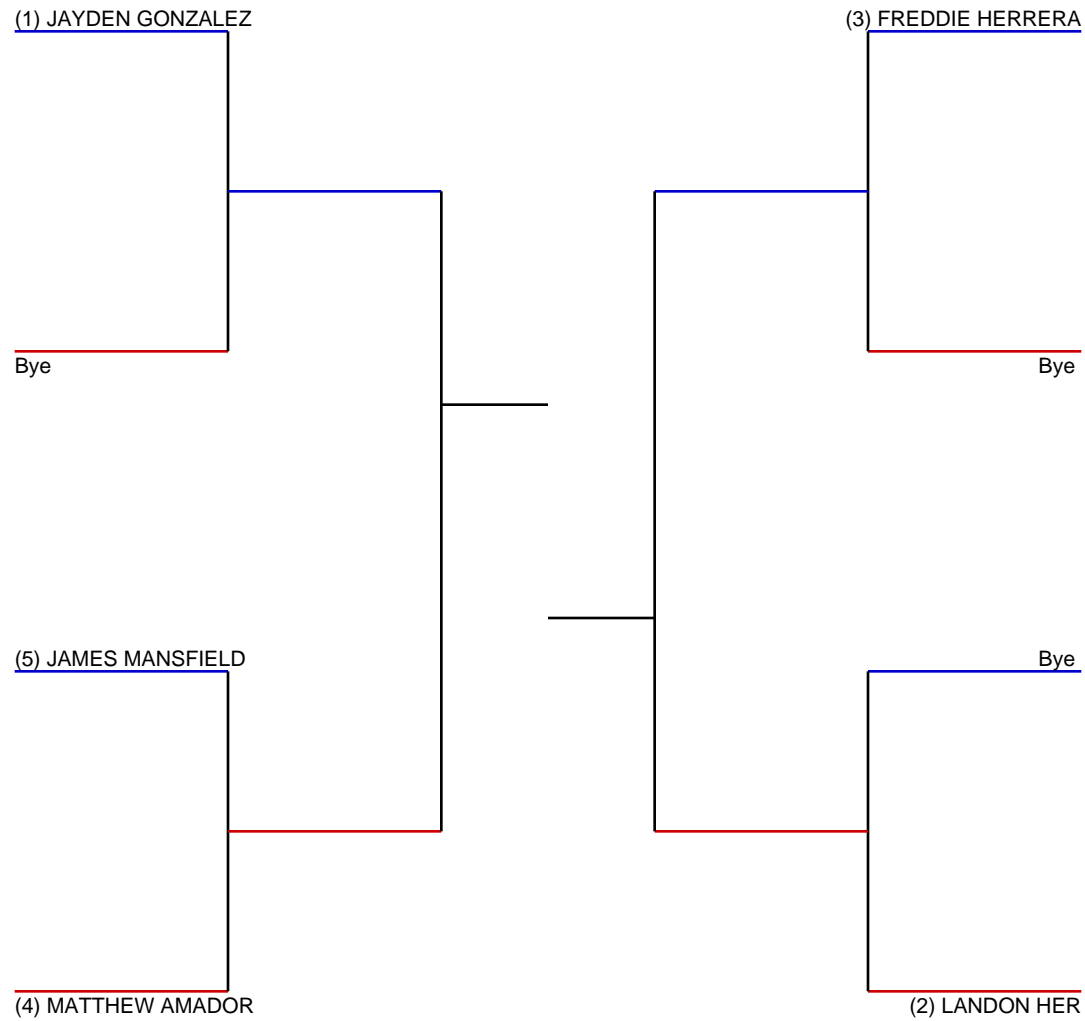 (1) JAYDEN GONZALEZ
(3) FREDDIE HERRERA
Bye
Bye
(5) JAMES MANSFIELD
Bye
(4) MATTHEW AMADOR
(2) LANDON HER